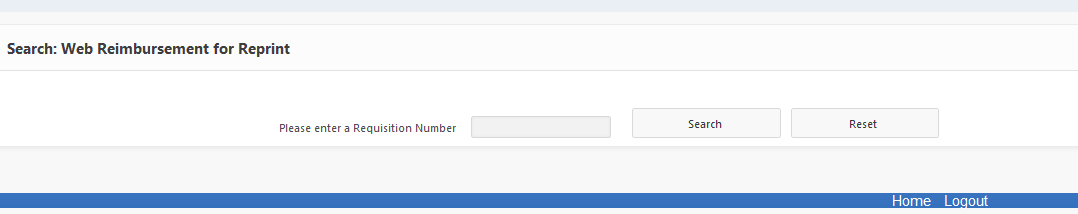 Search: Web Reimbursement for Reprint
Please enter a Requisition Number Search Reset
Home Logout